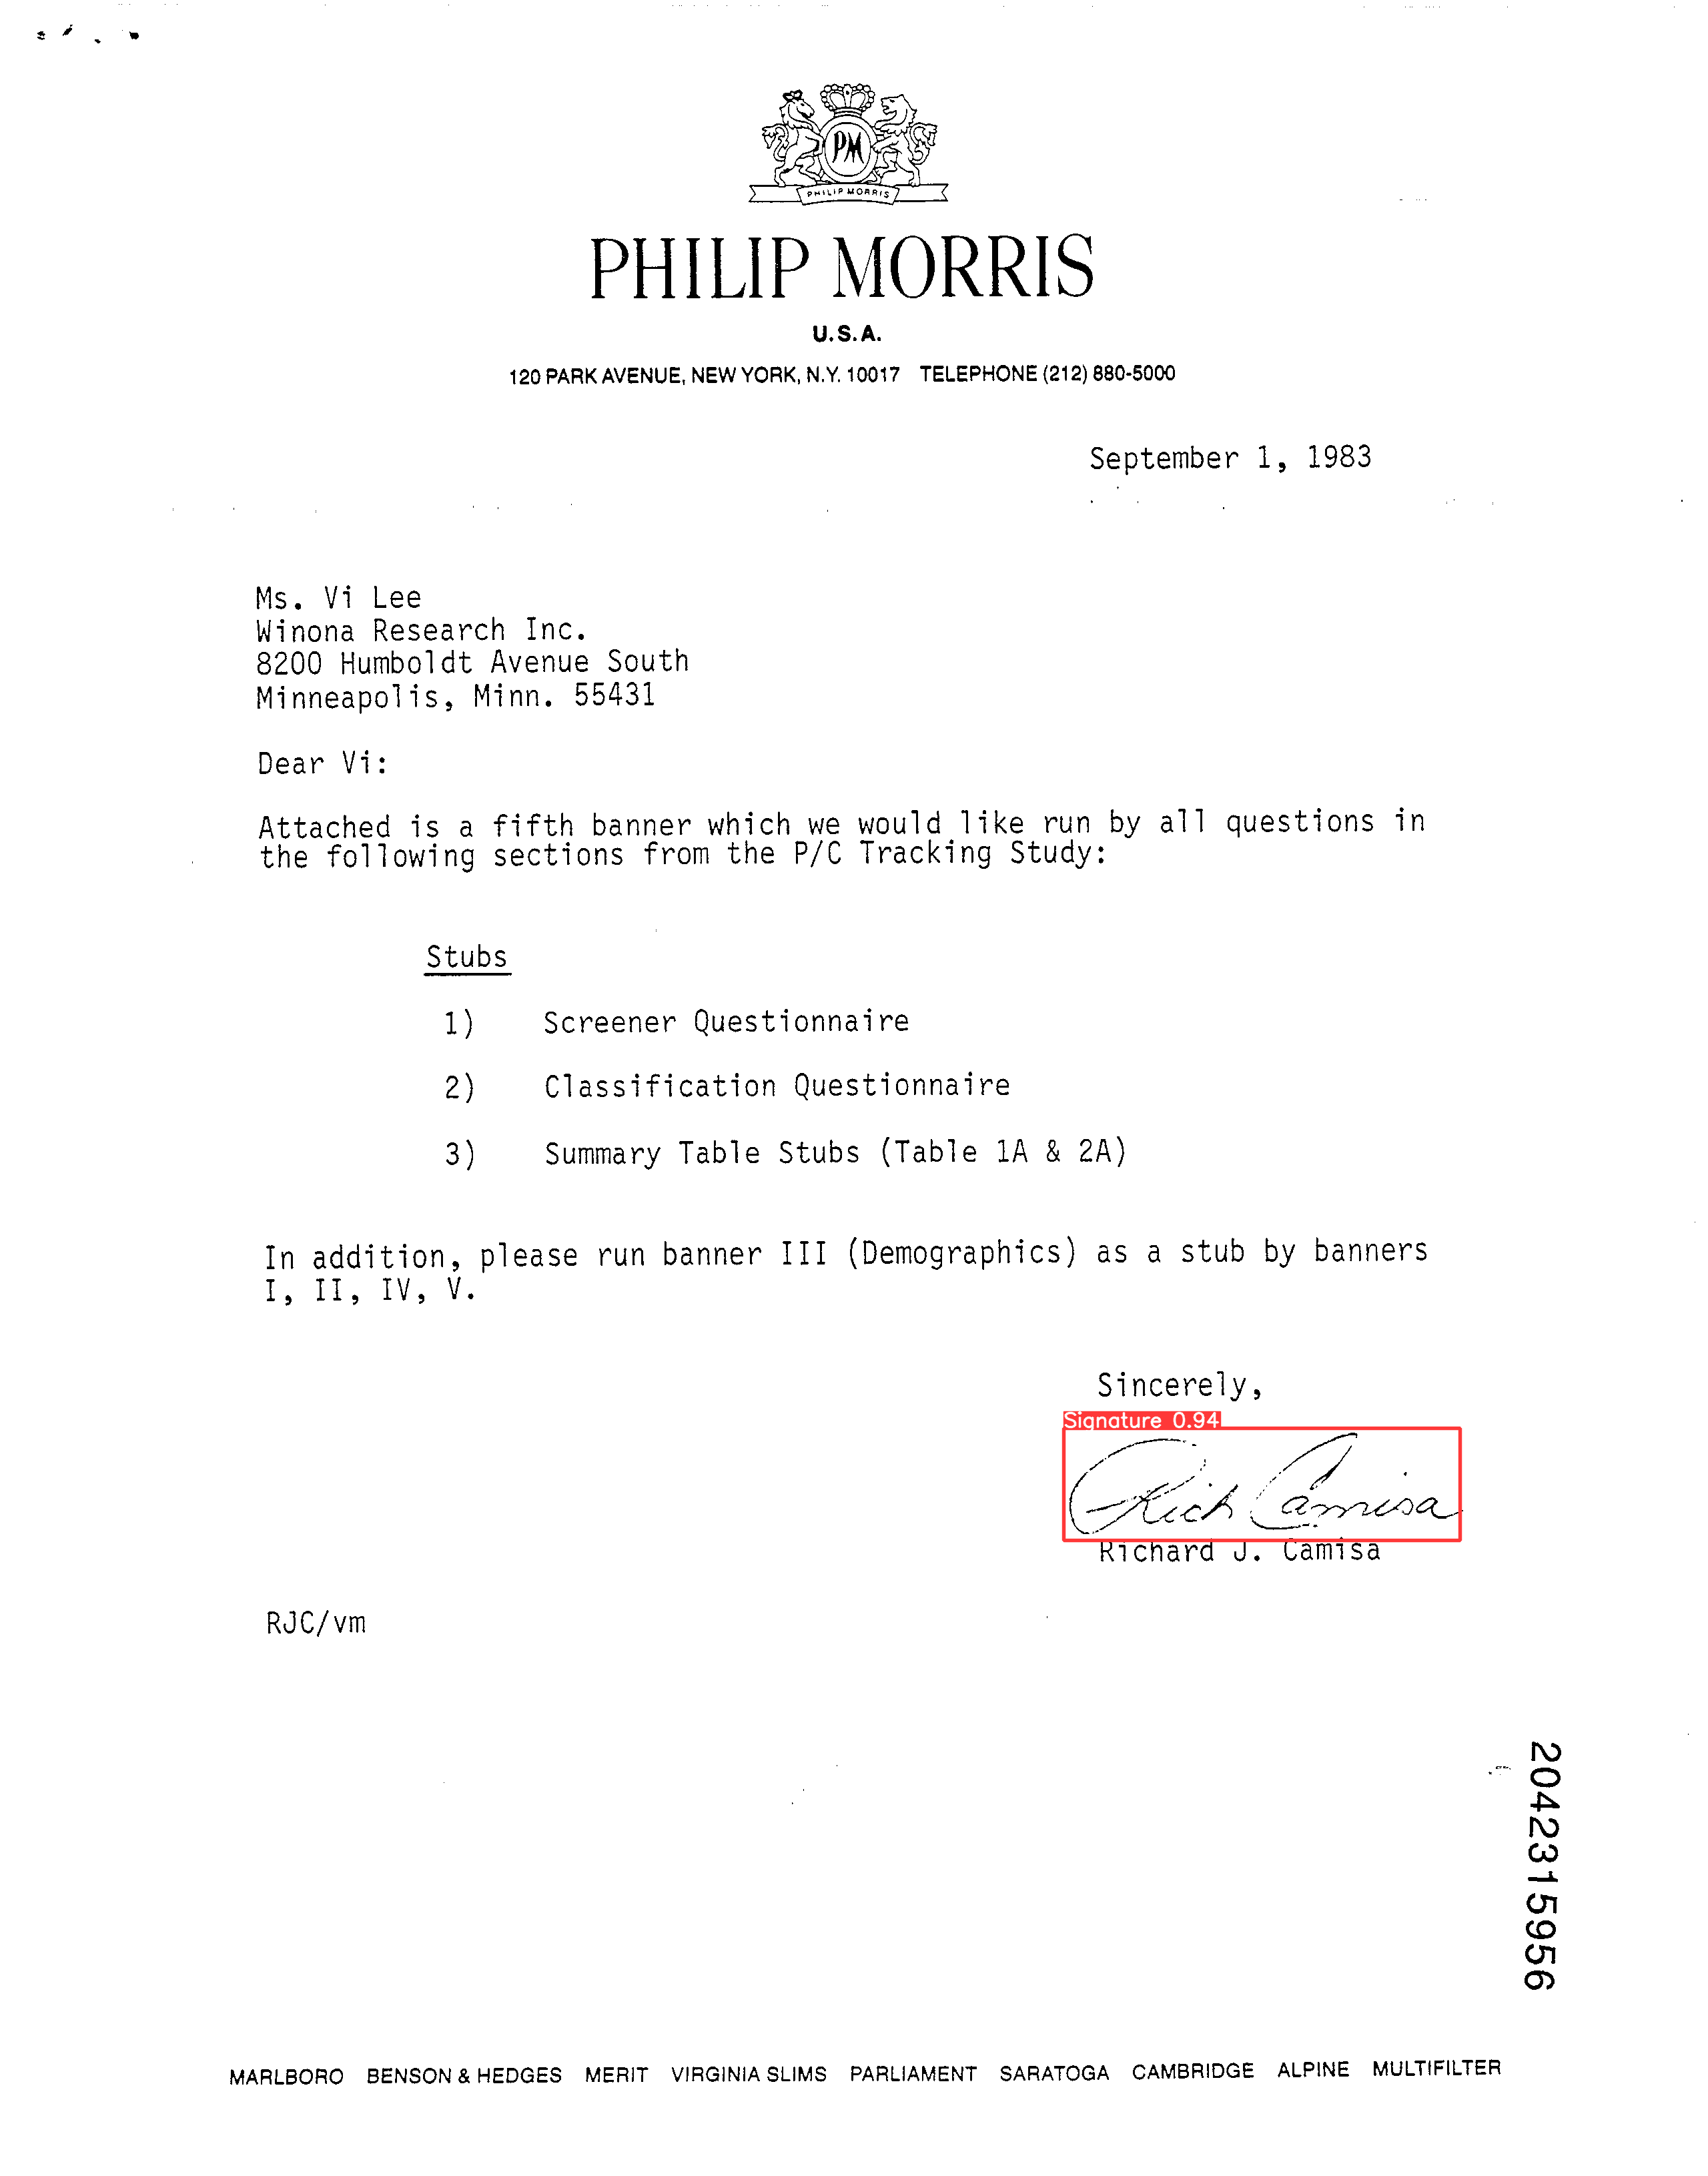 PM
PHILIP MORRIS
PHILIP MORRIS
U.S.A.
120 PARK AVENUE, NEW YORK, N.Y. 10017 TELEPHONE (212) 880-5000
September 1, 1983
Ms. Vi Lee
Winona Research Inc.
8200 Humboldt Avenue South
Minneapolis, Minn. 55431
Dear Vi:
Attached is a fifth banner which we would like run by all questions in
the following sections from the P/C Tracking Study:
Stubs
1) Screener Questionnaire
2) Classification Questionnaire
3) Summary Table Stubs (Table 1A & 2A)
In addition, please run banner III (Demographics) as a stub by banners
I, II, IV, V.
Sincerely,
Signature 0.94
Rich Camisa
Richard J. Camisa
RJC/vm
2042315956
MARLBORO BENSON & HEDGES MERIT VIRGINIA SLIMS PARLIAMENT SARATOGA CAMBRIDGE ALPINE MULTIFILTER